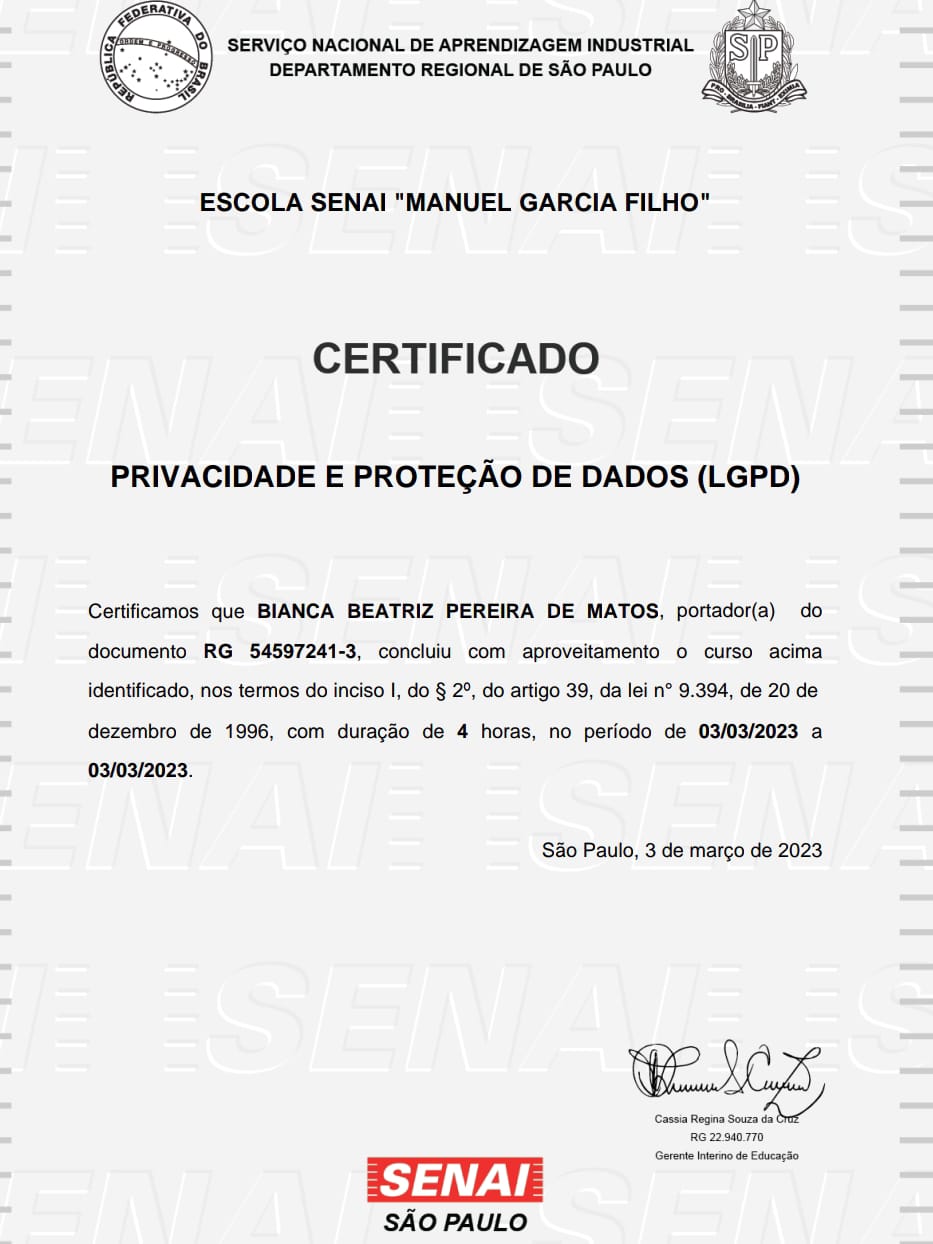 REPÚBLICA FEDERATIVA DO BRASIL
ORDEM E PROGRESSO
SERVIÇO NACIONAL DE APRENDIZAGEM INDUSTRIAL
DEPARTAMENTO REGIONAL DE SÃO PAULO
SP
PRO · BRASILIA · FIANT · EXIMIA
ESCOLA SENAI "MANUEL GARCIA FILHO"
CERTIFICADO
PRIVACIDADE E PROTEÇÃO DE DADOS (LGPD)
Certificamos que BIANCA BEATRIZ PEREIRA DE MATOS, portador(a) do
documento RG 54597241-3, concluiu com aproveitamento o curso acima
identificado, nos termos do inciso I, do § 2º, do artigo 39, da lei n° 9.394, de 20 de
dezembro de 1996, com duração de 4 horas, no período de 03/03/2023 a
03/03/2023.
São Paulo, 3 de março de 2023
Cassia Regina Souza da Cruz
RG 22.940.770
Gerente Interino de Educação
SENAI
SÃO PAULO